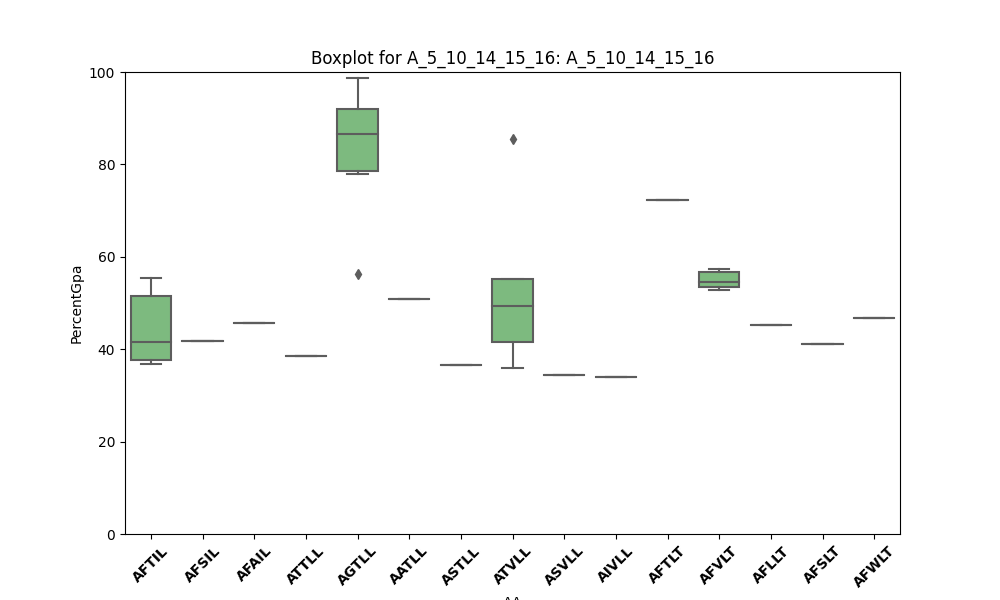 Boxplot for A_5_10_14_15_16: A_5_10_14_15_16
PercentGpa
100
80
60
40
20
0
AFTIL
AFSIL
AFAIL
ATTLL
AGTLL
AATLL
ASTLL
ATVLL
ASVLL
AIVLL
AFTLT
AFVLT
AFLLT
AFSLT
AFWLT